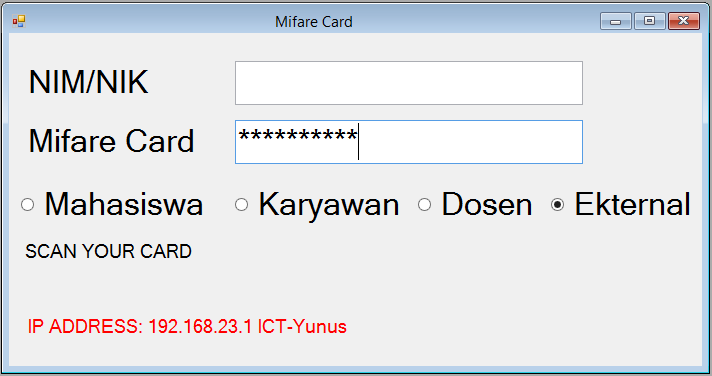 Mifare Card
NIM/NIK
Mifare Card **********
Mahasiswa Karyawan Dosen Ekternal
SCAN YOUR CARD
IP ADDRESS: 192.168.23.1 ICT-Yunus